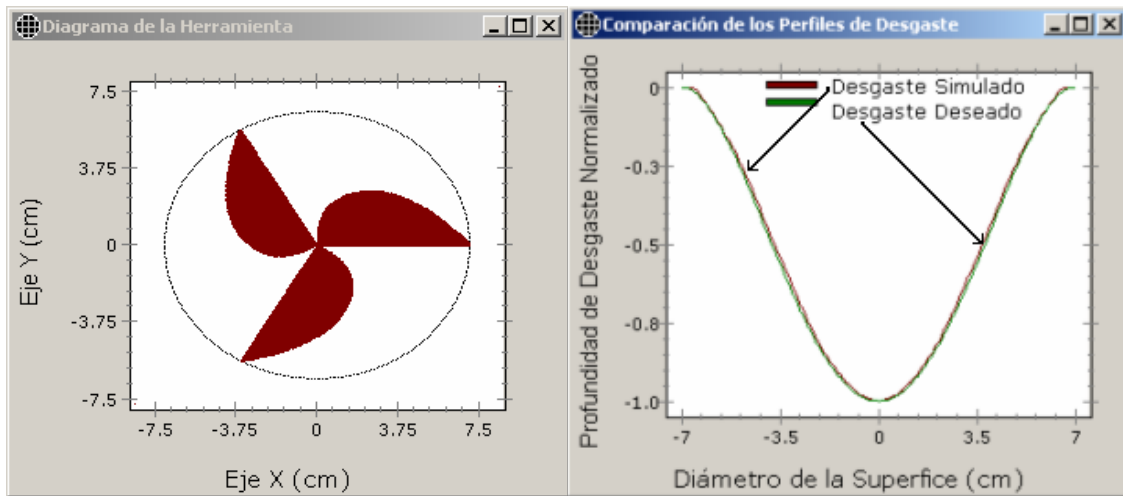 Diagrama de la Herramienta
7.5
3.75
0
-3.75
-7.5
Eje Y (cm)
-7.5 -3.75 0 3.75 7.5
Eje X (cm)
Comparación de los Perfiles de Desgaste
Profundidad de Desgaste Normalizado
0
-0.3
-0.5
-0.8
-1.0
Desgaste Simulado
Desgaste Deseado
-7 -3.5 0 3.5 7
Diámetro de la Superfice (cm)